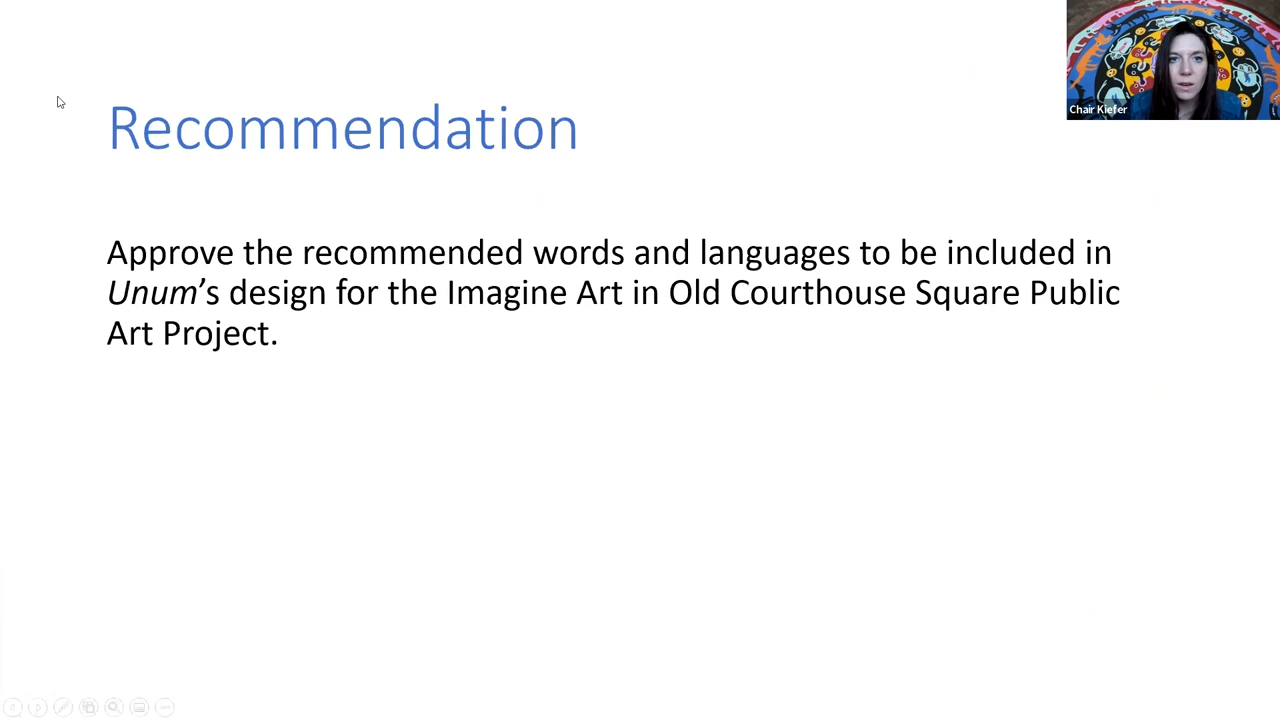 Chair Kiefer
Recommendation
Approve the recommended words and languages to be included in
Unum’s design for the Imagine Art in Old Courthouse Square Public
Art Project.